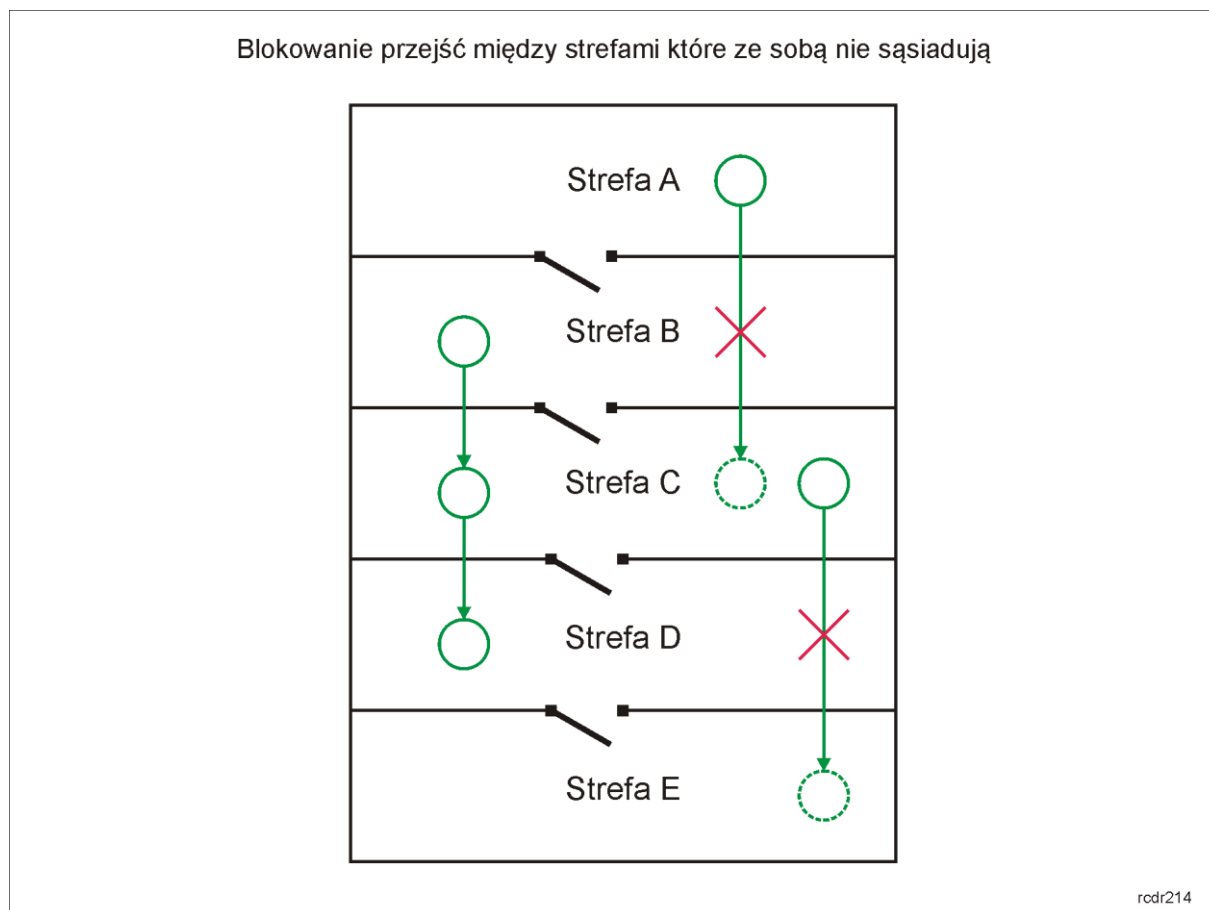 Blokowanie przejść między strefami które ze sobą nie sąsiadują
Strefa A
Strefa B
Strefa C
Strefa D
Strefa E
rcdr214